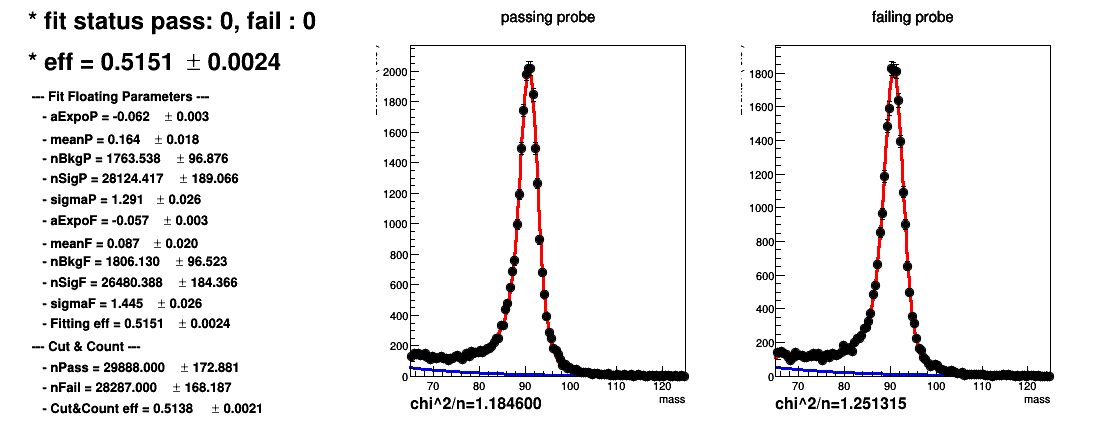 * fit status pass: 0, fail : 0
* eff = 0.5151 ± 0.0024
--- Fit Floating Parameters ---
- aExpoP = -0.062 ± 0.003
- meanP = 0.164 ± 0.018
- nBkgP = 1763.538 ± 96.876
- nSigP = 28124.417 ± 189.066
- sigmaP = 1.291 ± 0.026
- aExpoF = -0.057 ± 0.003
- meanF = 0.087 ± 0.020
- nBkgF = 1806.130 ± 96.523
- nSigF = 26480.388 ± 184.366
- sigmaF = 1.445 ± 0.026
- Fitting eff = 0.5151 ± 0.0024
--- Cut & Count ---
- nPass = 29888.000 ± 172.881
- nFail = 28287.000 ± 168.187
- Cut&Count eff = 0.5138 ± 0.0021
passing probe
2000
1800
1600
1400
1200
1000
800
600
400
200
0
70 80 90 100 110 120
mass
chi^2/n=1.184600
failing probe
1800
1600
1400
1200
1000
800
600
400
200
0
70 80 90 100 110 120
mass
chi^2/n=1.251315